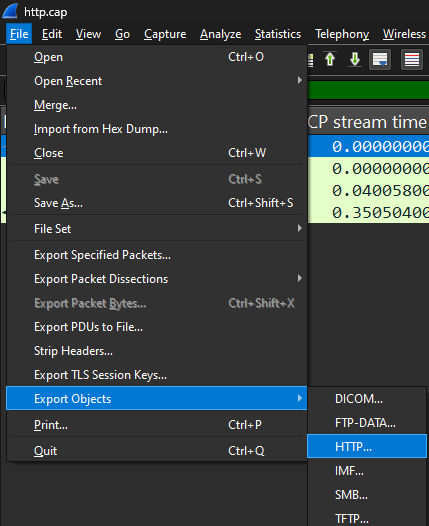 http.cap
File Edit View Go Capture Analyze Statistics Telephony Wireless
Open Ctrl+O
Open Recent
Merge...
Import from Hex Dump...
Close Ctrl+W
Save Ctrl+S
Save As... Ctrl+Shift+S
File Set
Export Specified Packets...
Export Packet Dissections
Export Packet Bytes... Ctrl+Shift+X
Export PDUs to File...
Strip Headers...
Export TLS Session Keys...
Export Objects
Print... Ctrl+P
Quit Ctrl+Q
CP stream time
0.00000000
0.00000000
0.04005800
0.35050400
DICOM...
FTP-DATA...
HTTP...
IMF...
SMB...
TFTP...